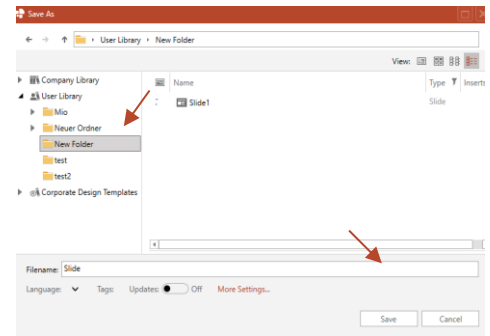 Save As
User Library › New Folder
View:
Company Library
Name
Type
Inserts
User Library
Slide1
Slide
Mio
Neuer Ordner
New Folder
test
test2
Corporate Design Templates
Filename: Slide
Language: Tags: Updates: Off More Settings...
Save Cancel